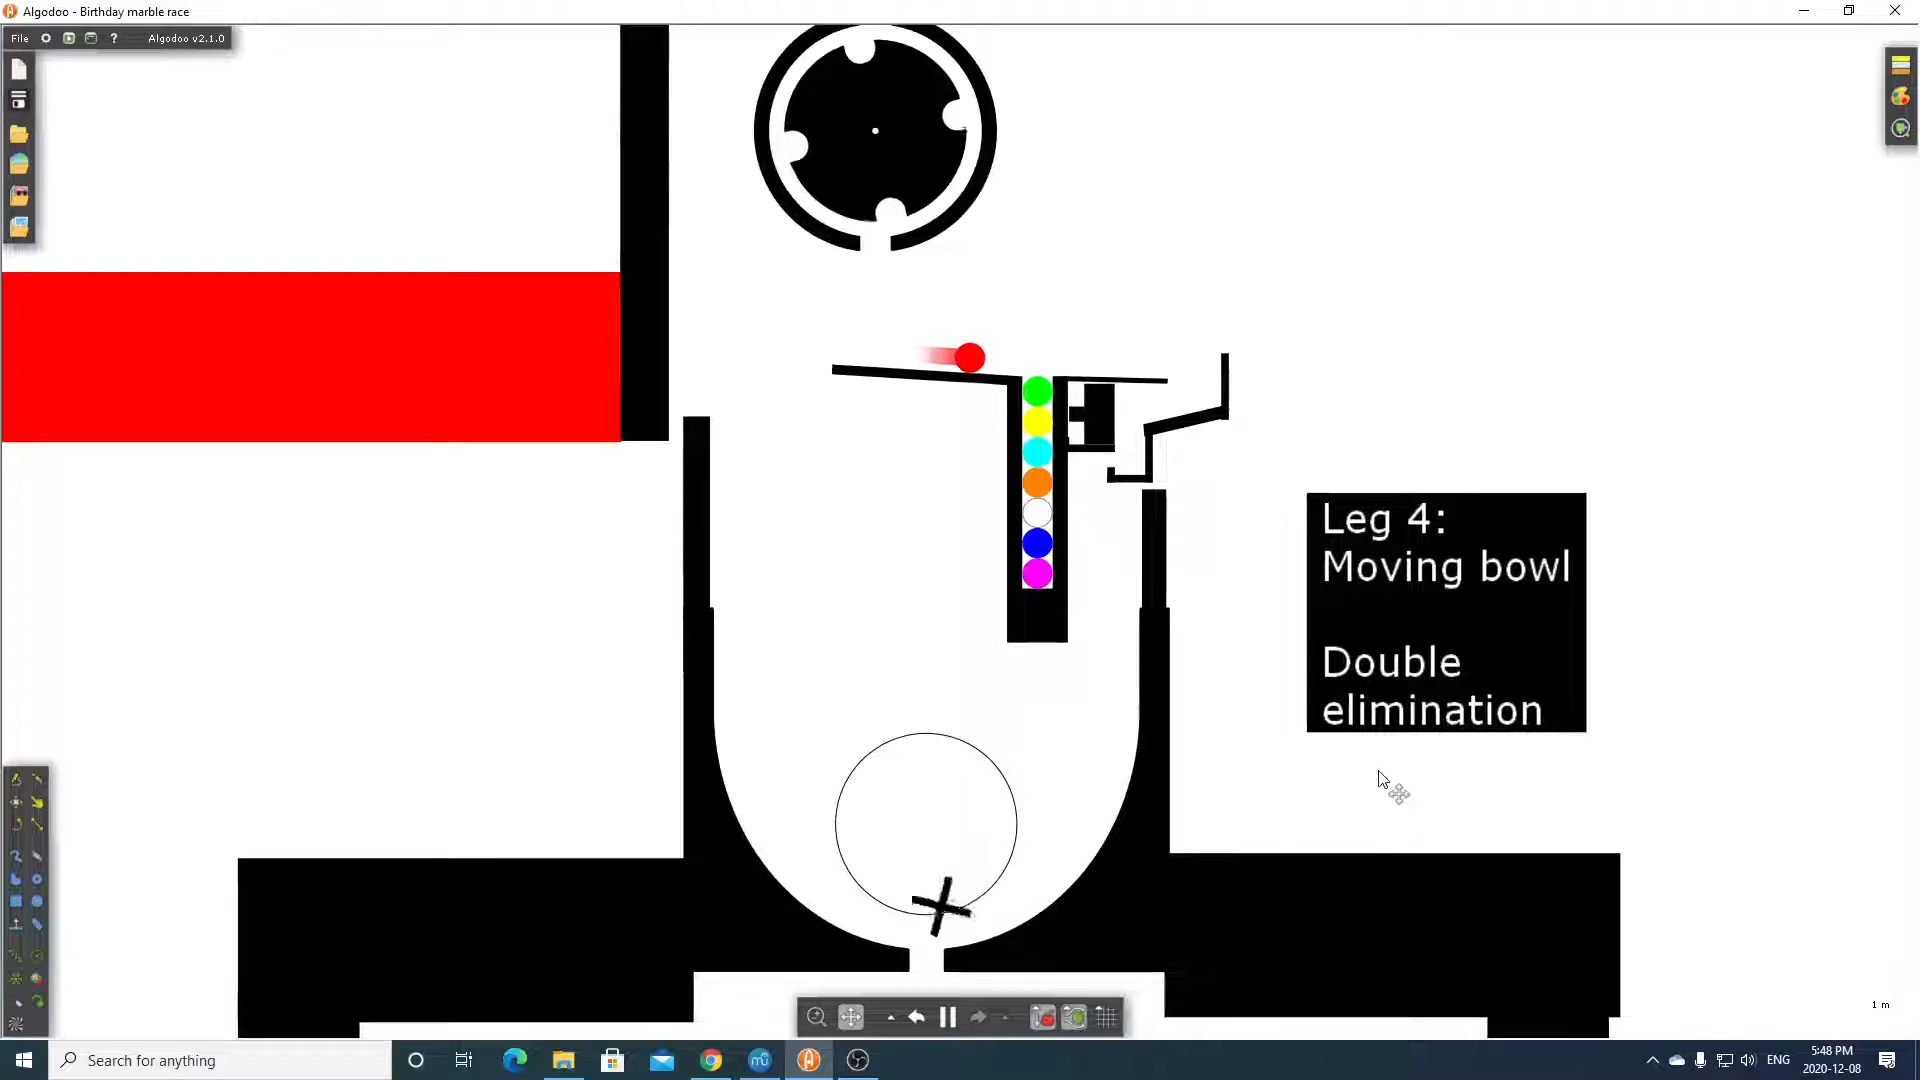 Algodoo - Birthday marble race
File ? Algodoo v2.1.0
Leg 4:
Moving bowl
Double
elimination
1 m
Search for anything
ENG
5:48 PM
2020-12-08